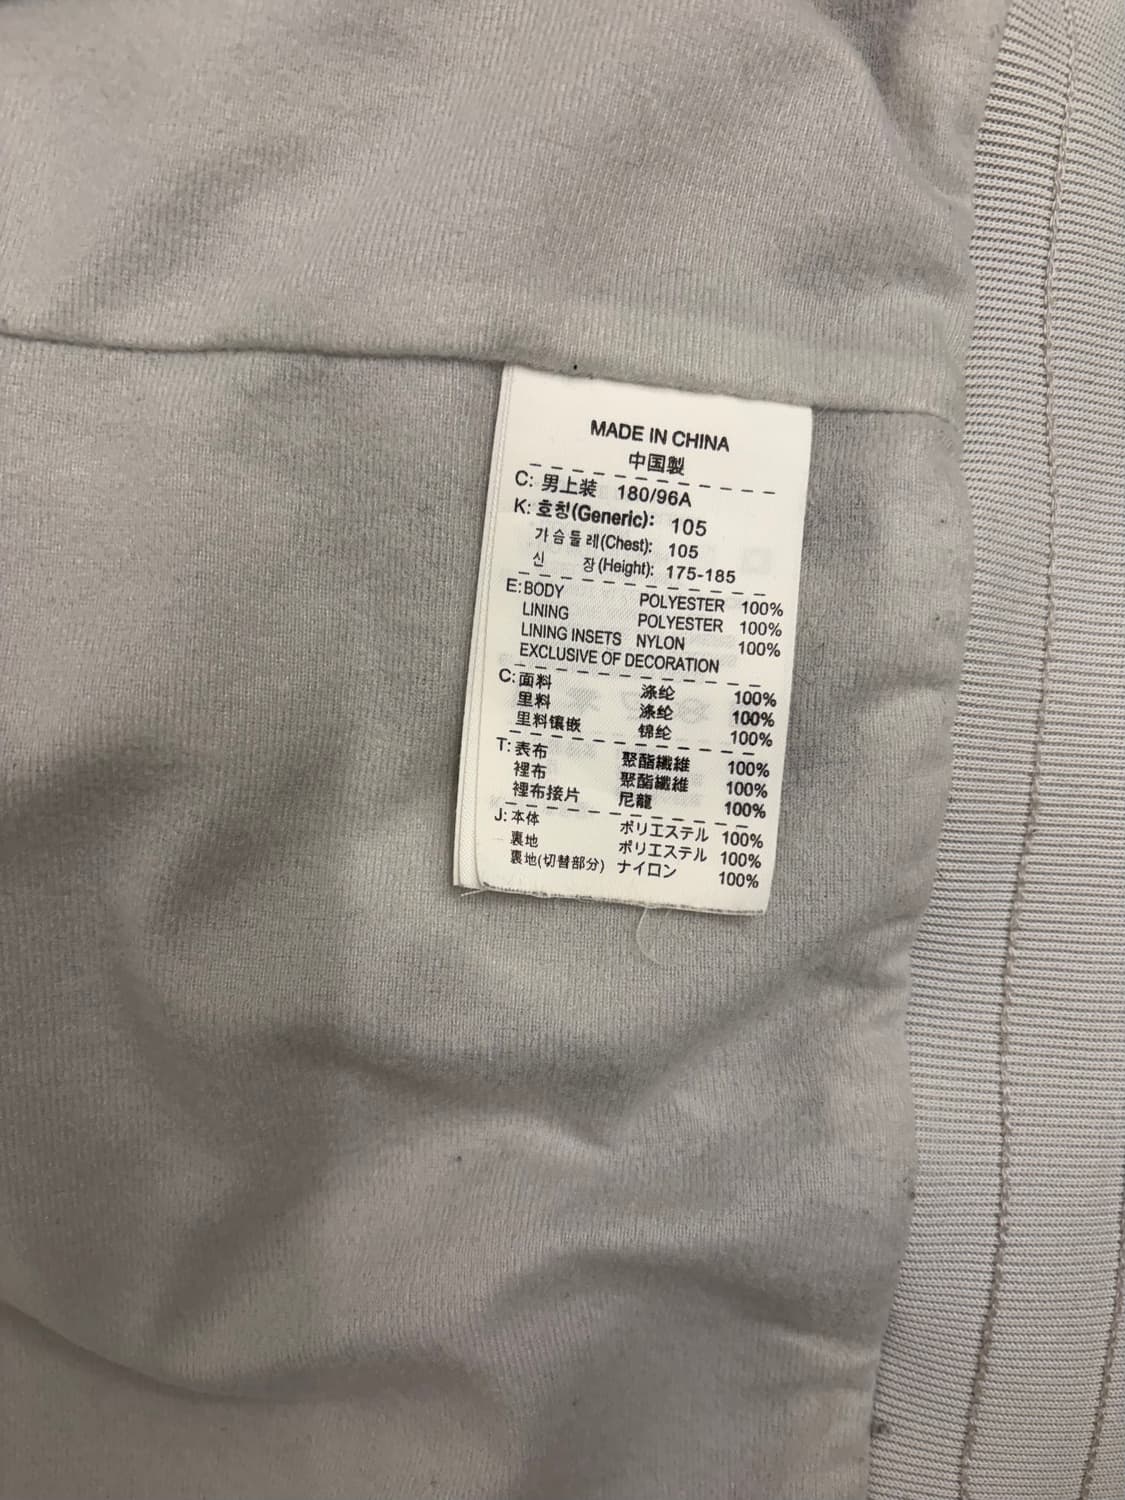 MADE IN CHINA
中国製
C: 男上装 180/96A
K: 호칭(Generic): 105
가슴둘레(Chest): 105
신 장(Height): 175-185
E: BODY POLYESTER 100%
LINING POLYESTER 100%
LINING INSETS NYLON 100%
EXCLUSIVE OF DECORATION
C: 面料 涤纶 100%
里料 涤纶 100%
里料镶嵌 锦纶 100%
T: 表布 聚酯纖維 100%
裡布 聚酯纖維 100%
裡布接片 尼龍 100%
J: 本体 ポリエステル 100%
裏地 ポリエステル 100%
裏地(切替部分) ナイロン 100%